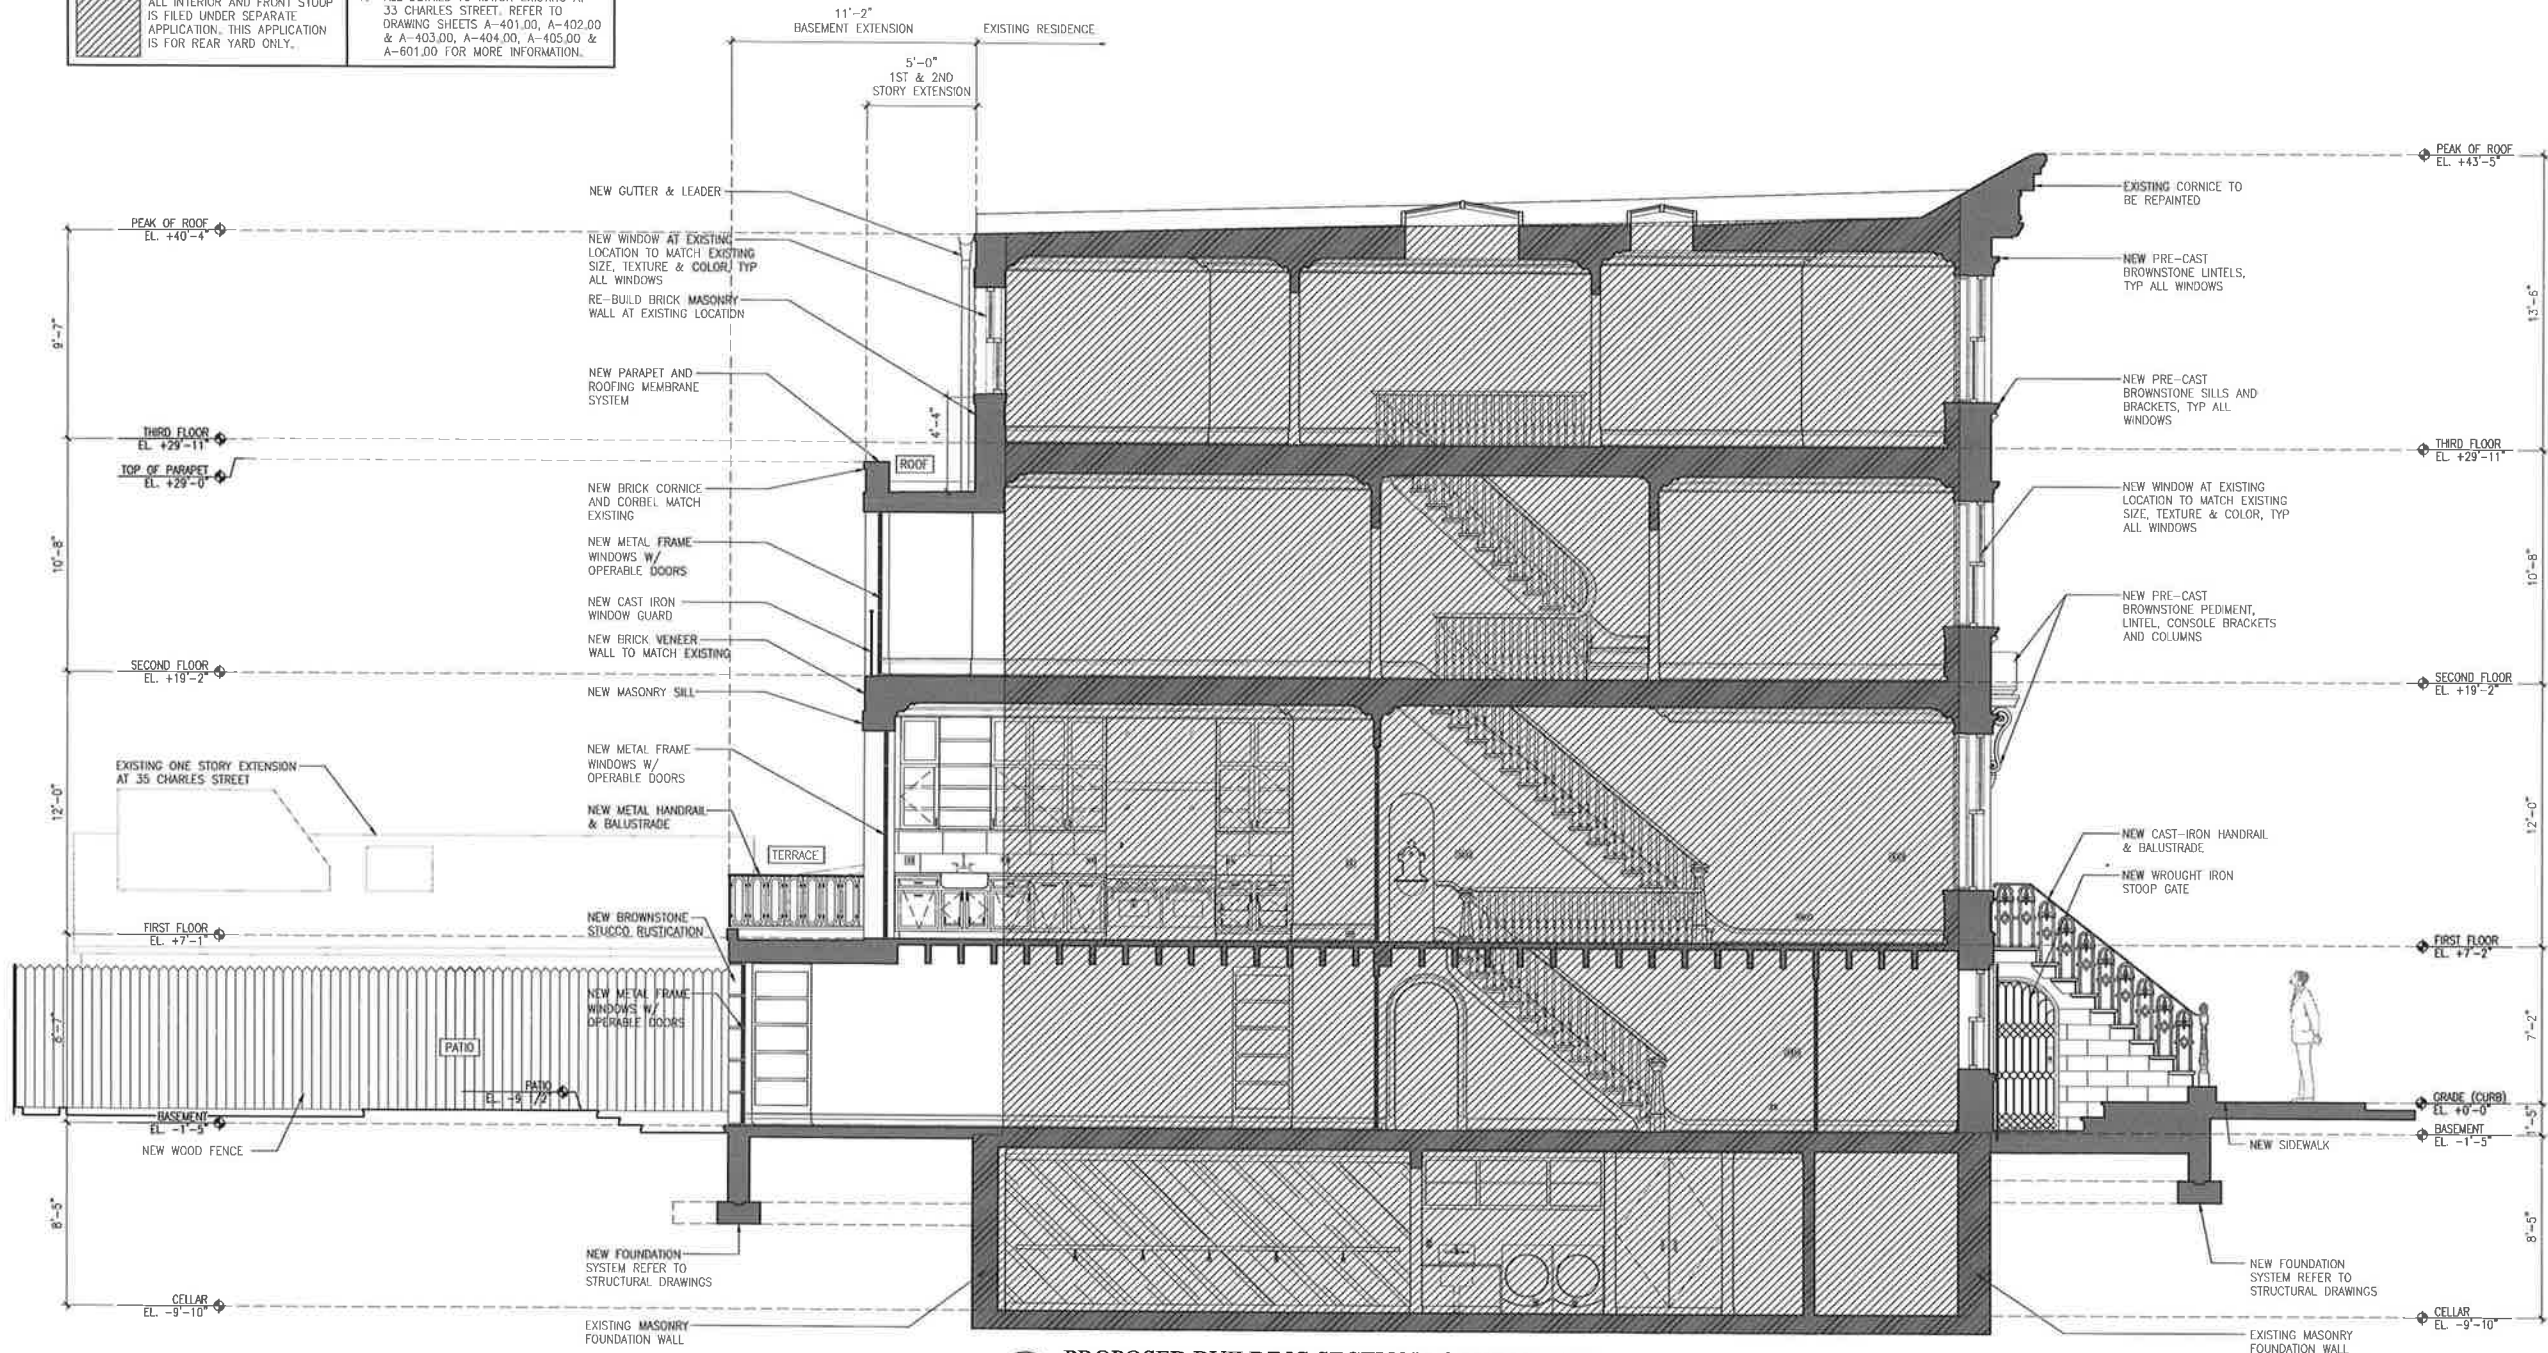 ALL INTERIOR AND FRONT STOOP
IS FILED UNDER SEPARATE
APPLICATION. THIS APPLICATION
IS FOR REAR YARD ONLY.
33 CHARLES STREET. REFER TO
DRAWING SHEETS A-401.00, A-402.00
& A-403.00, A-404.00, A-405.00 &
A-601.00 FOR MORE INFORMATION.
11'-2"
BASEMENT EXTENSION
EXISTING RESIDENCE
5'-0"
1ST & 2ND
STORY EXTENSION
PEAK OF ROOF
EL. +40'-4"
9'-7"
THIRD FLOOR
EL. +29'-11"
TOP OF PARAPET
EL. +29'-0"
10'-8"
SECOND FLOOR
EL. +19'-2"
EXISTING ONE STORY EXTENSION
AT 35 CHARLES STREET
12'-0"
FIRST FLOOR
EL. +7'-1"
8'-7"
PATIO
PATIO
EL. -9 1/2"
BASEMENT
EL. -1'-5"
NEW WOOD FENCE
8'-5"
CELLAR
EL. -9'-10"
NEW GUTTER & LEADER
NEW WINDOW AT EXISTING
LOCATION TO MATCH EXISTING
SIZE, TEXTURE & COLOR, TYP
ALL WINDOWS
RE-BUILD BRICK MASONRY
WALL AT EXISTING LOCATION
NEW PARAPET AND
ROOFING MEMBRANE
SYSTEM
4'-4"
ROOF
NEW BRICK CORNICE
AND CORBEL MATCH
EXISTING
NEW METAL FRAME
WINDOWS W/
OPERABLE DOORS
NEW CAST IRON
WINDOW GUARD
NEW BRICK VENEER
WALL TO MATCH EXISTING
NEW MASONRY SILL
NEW METAL FRAME
WINDOWS W/
OPERABLE DOORS
NEW METAL HANDRAIL
& BALUSTRADE
TERRACE
NEW BROWNSTONE
STUCCO RUSTICATION
NEW METAL FRAME
WINDOWS W/
OPERABLE DOORS
NEW FOUNDATION
SYSTEM REFER TO
STRUCTURAL DRAWINGS
EXISTING MASONRY
FOUNDATION WALL
PEAK OF ROOF
EL. +43'-5"
EXISTING CORNICE TO
BE REPAINTED
NEW PRE-CAST
BROWNSTONE LINTELS,
TYP ALL WINDOWS
13'-6"
NEW PRE-CAST
BROWNSTONE SILLS AND
BRACKETS, TYP ALL
WINDOWS
THIRD FLOOR
EL. +29'-11"
NEW WINDOW AT EXISTING
LOCATION TO MATCH EXISTING
SIZE, TEXTURE & COLOR, TYP
ALL WINDOWS
10'-8"
NEW PRE-CAST
BROWNSTONE PEDIMENT,
LINTEL, CONSOLE BRACKETS
AND COLUMNS
SECOND FLOOR
EL. +19'-2"
12'-0"
NEW CAST-IRON HANDRAIL
& BALUSTRADE
NEW WROUGHT IRON
STOOP GATE
FIRST FLOOR
EL. +7'-2"
7'-2"
GRADE (CURB)
EL. +0'-0"
1'-5"
BASEMENT
EL. -1'-5"
NEW SIDEWALK
8'-5"
NEW FOUNDATION
SYSTEM REFER TO
STRUCTURAL DRAWINGS
CELLAR
EL. -9'-10"
EXISTING MASONRY
FOUNDATION WALL
PROPOSED BUILDING SECTION